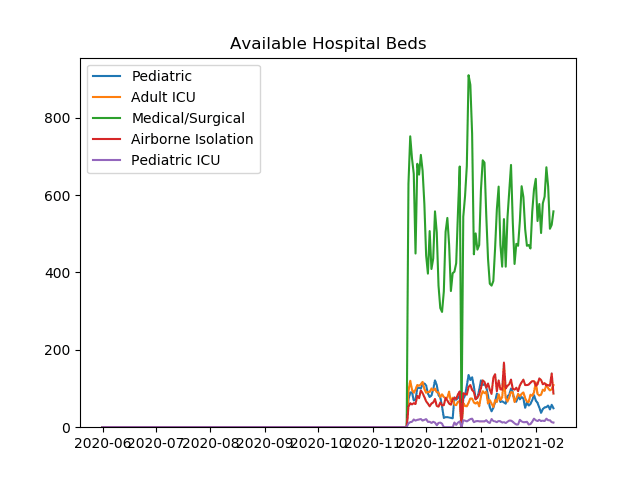 Available Hospital Beds
Pediatric
Adult ICU
Medical/Surgical
Airborne Isolation
Pediatric ICU
800
600
400
200
0
2020-06 2020-07 2020-08 2020-09 2020-10 2020-11 2020-12 2021-01 2021-02